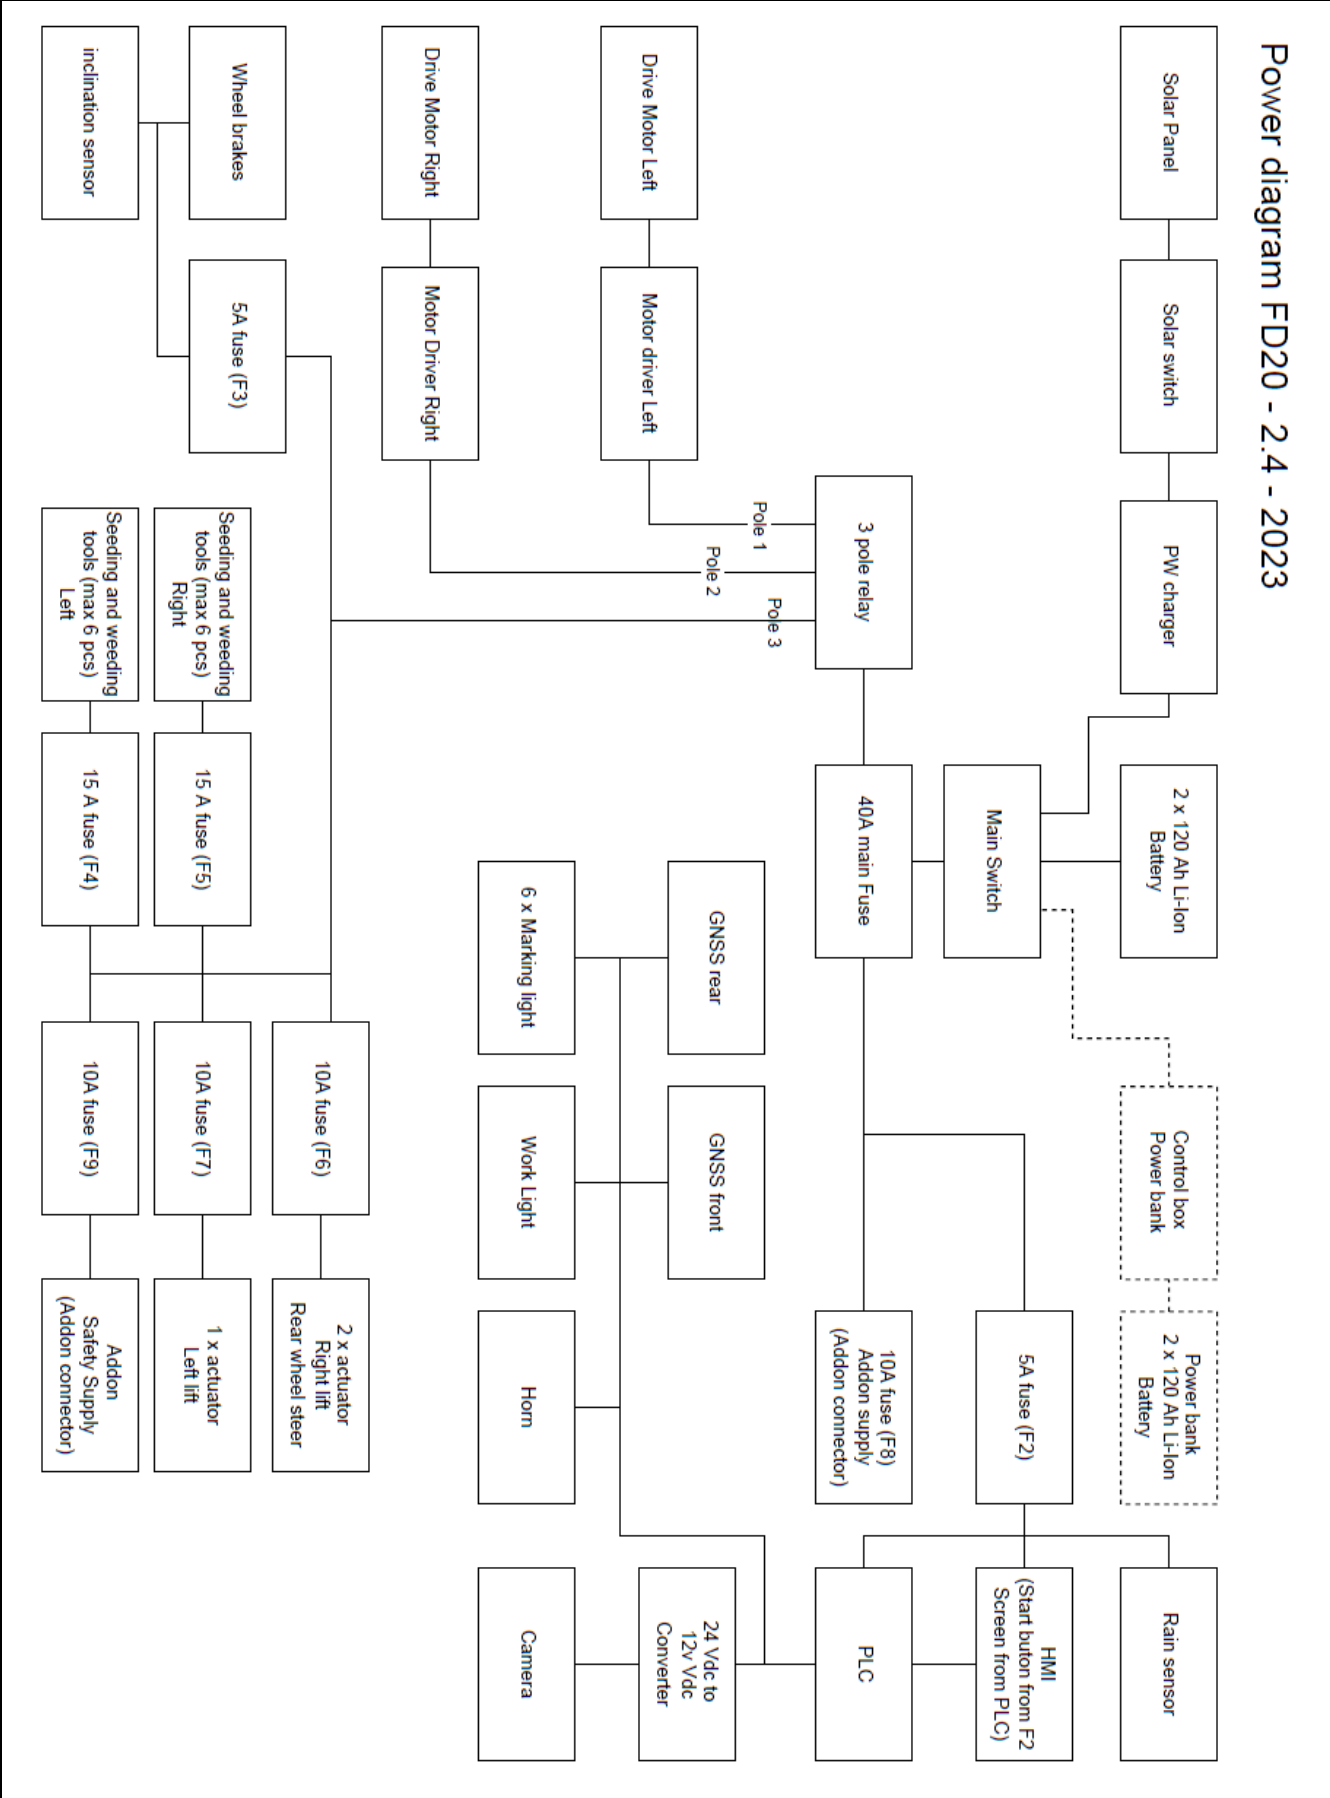 Power diagram FD20 - 2.4 - 2023
Solar Panel
Solar switch
PW charger
2 x 120 Ah Li-Ion
Battery
Control box
Power bank
Power bank
2 x 120 Ah Li-Ion
Battery
Rain sensor
Main Switch
5A fuse (F2)
HMI
(Start buton from F2
Screen from PLC)
3 pole relay
40A main Fuse
10A fuse (F8)
Addon supply
(Addon connector)
PLC
Pole 1
Pole 2
Pole 3
Drive Motor Left
Motor driver Left
GNSS rear
GNSS front
24 Vdc to
12v Vdc
Converter
Drive Motor Right
Motor Driver Right
6 x Marking light
Work Light
Horn
Camera
Wheel brakes
5A fuse (F3)
10A fuse (F6)
2 x actuator
Right lift
Rear wheel steer
Seeding and weeding
tools (max 6 pcs)
Right
15 A fuse (F5)
10A fuse (F7)
1 x actuator
Left lift
inclination sensor
Seeding and weeding
tools (max 6 pcs)
Left
15 A fuse (F4)
10A fuse (F9)
Addon
Safety Supply
(Addon connector)